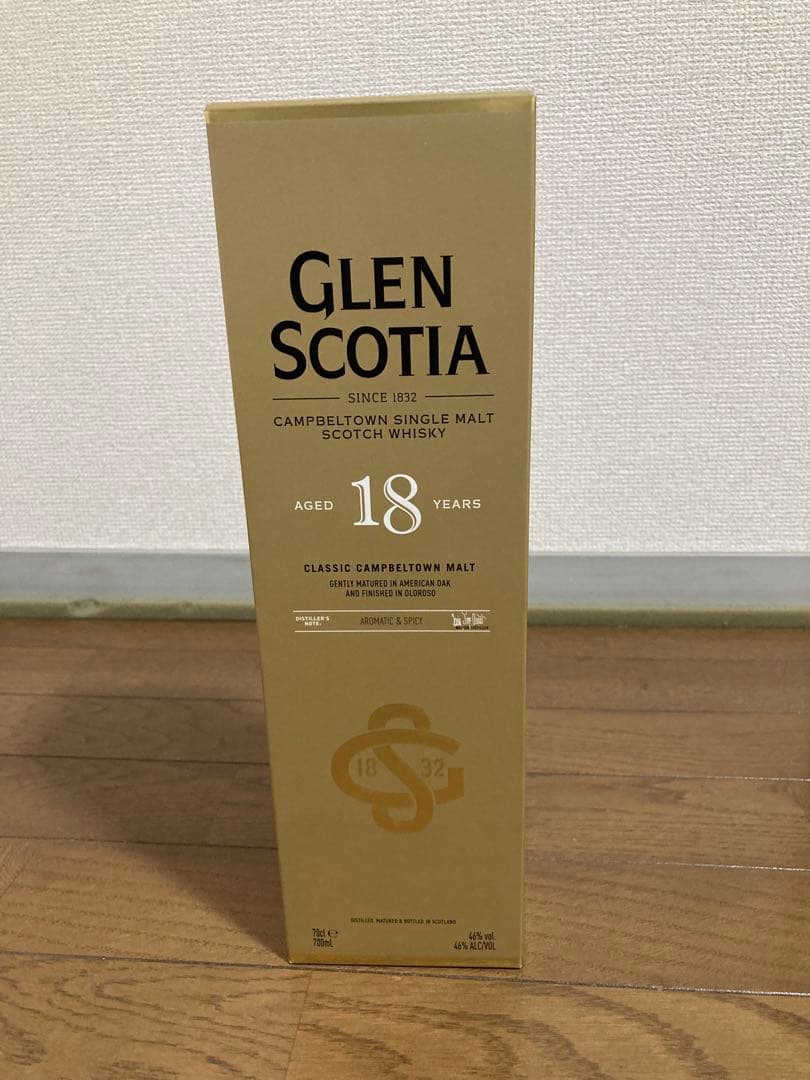 GLEN
SCOTIA
SINCE 1832
CAMPBELTOWN SINGLE MALT
SCOTCH WHISKY
AGED 18 YEARS
CLASSIC CAMPBELTOWN MALT
GENTLY MATURED IN AMERICAN OAK
AND FINISHED IN OLOROSO
DISTILLER'S
NOTE:
AROMATIC & SPICY
18 32
DISTILLED, MATURED & BOTTLED IN SCOTLAND
70cl ℮
700mL
46% vol.
46% ALC/VOL